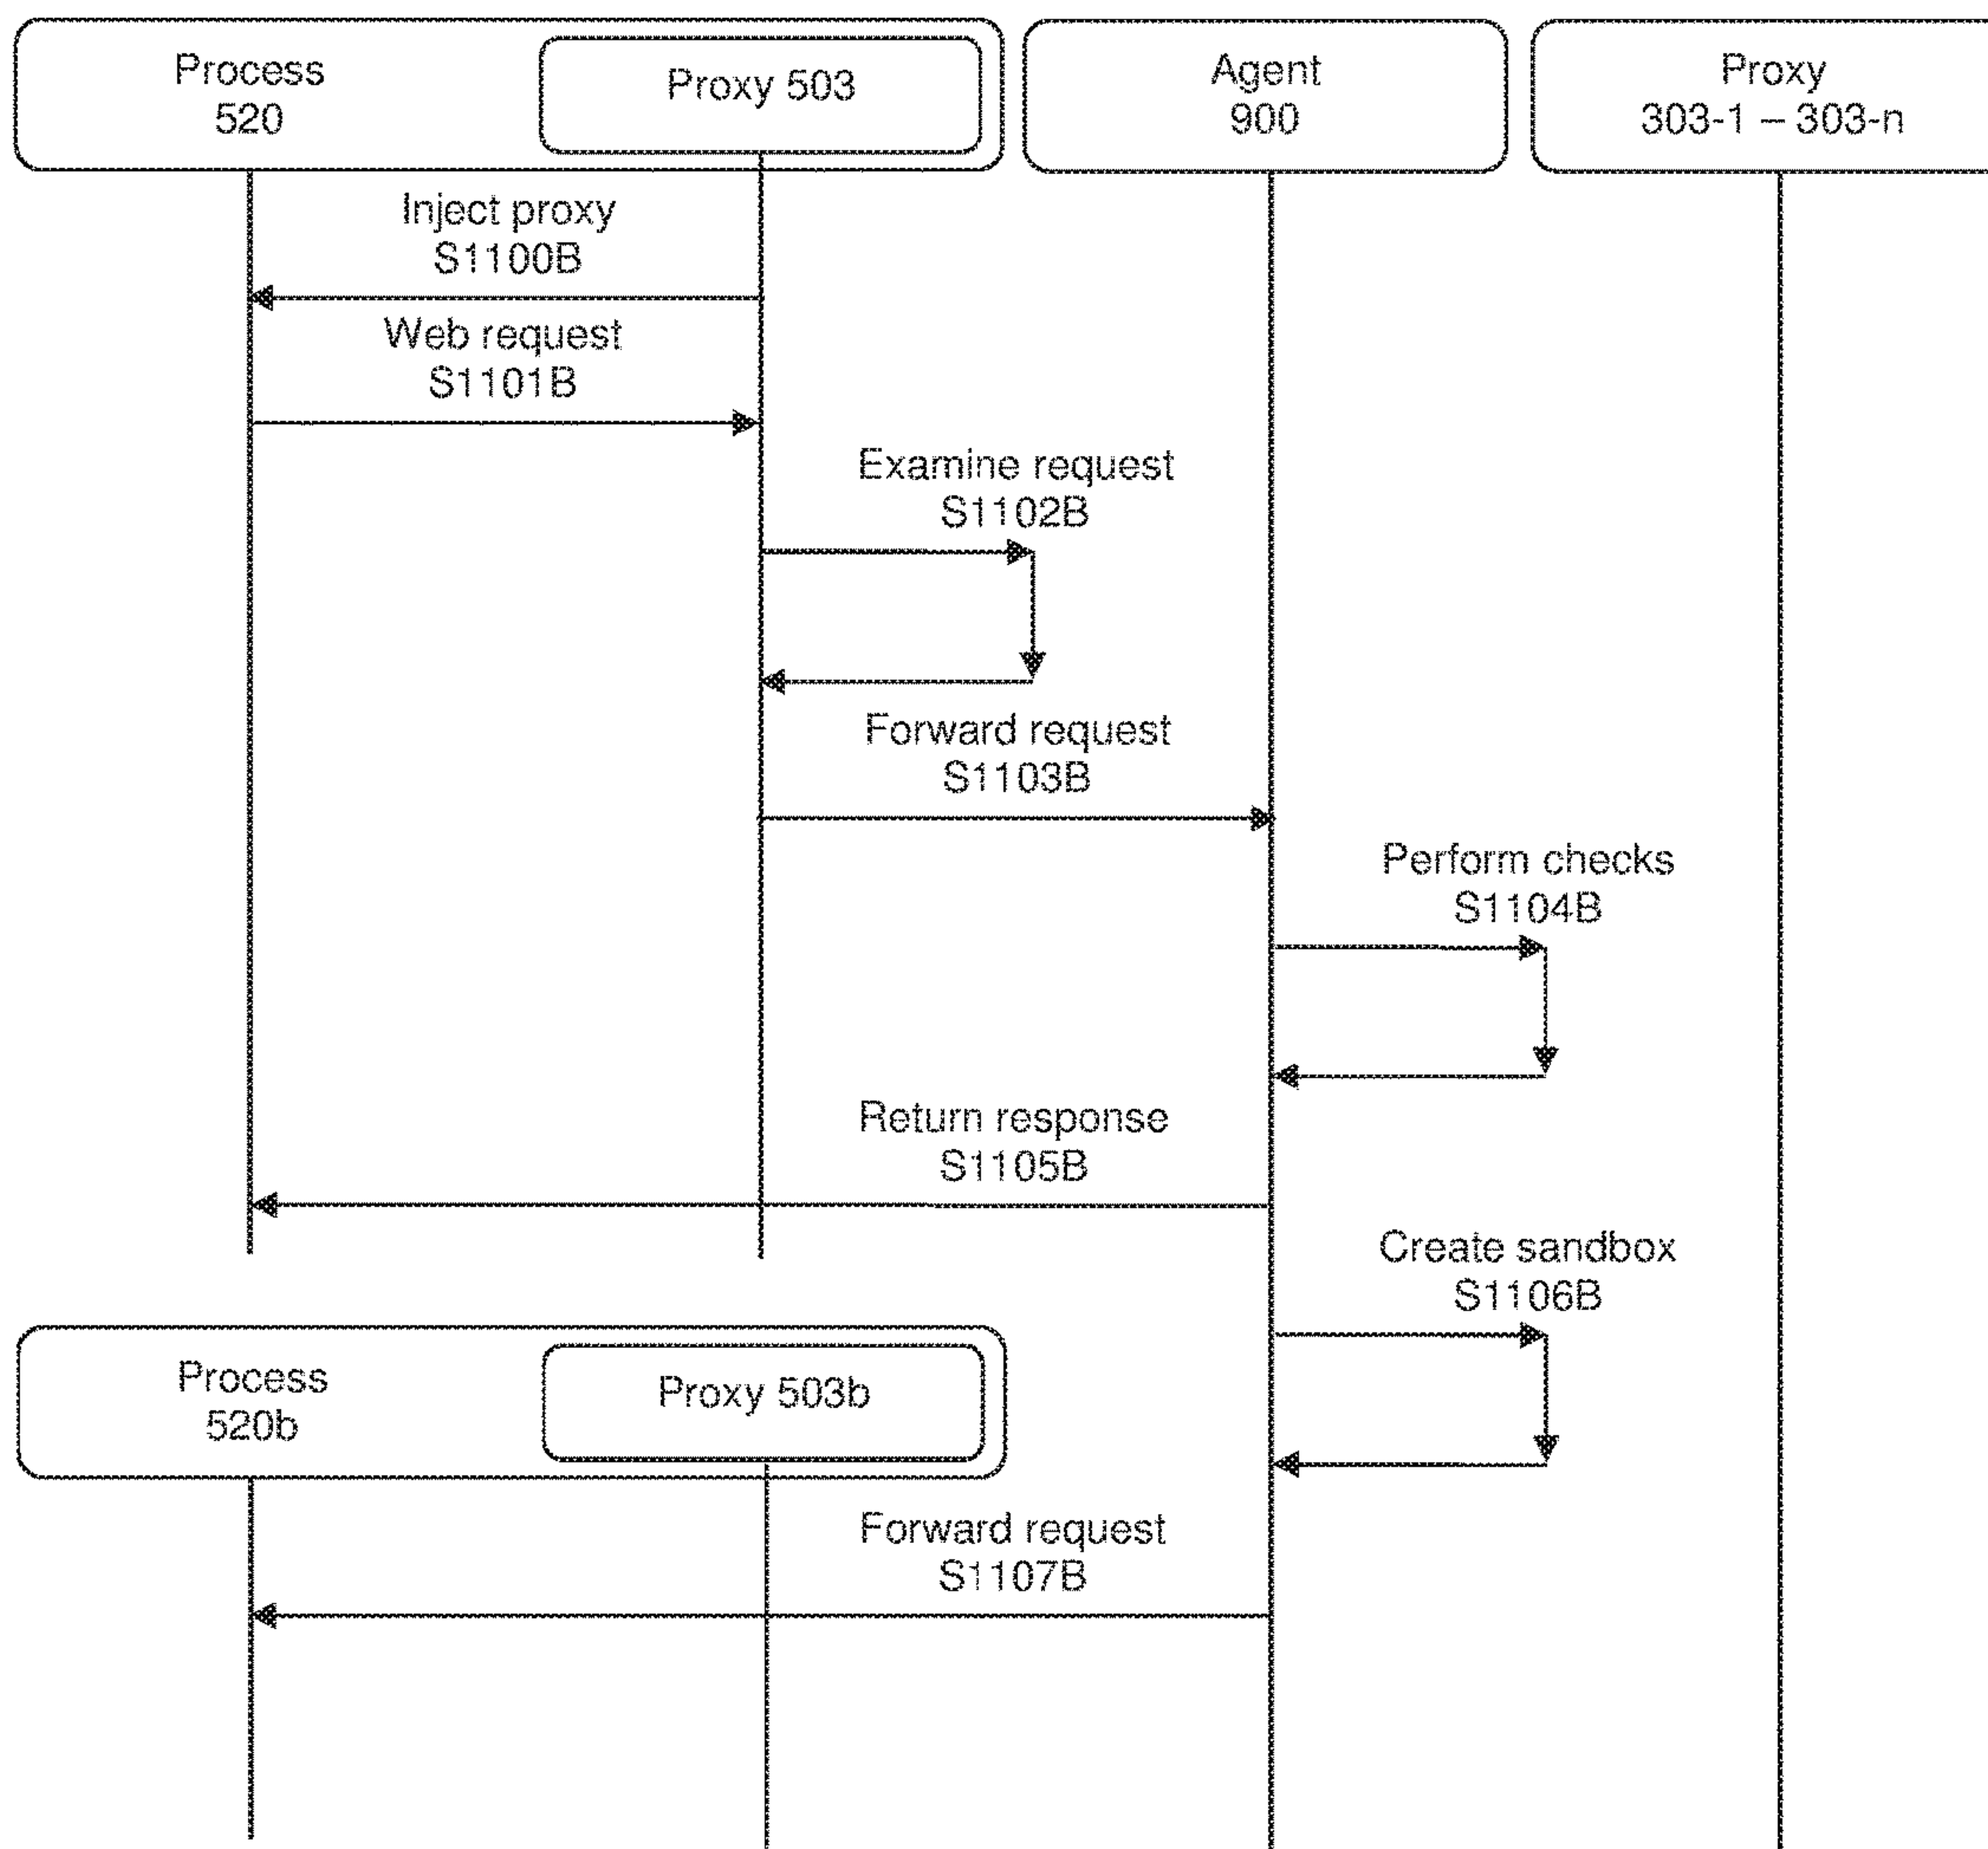 Process
520
Proxy 503
Agent
900
Proxy
303-1 – 303-n
Inject proxy
S1100B
Web request
S1101B
Examine request
S1102B
Forward request
S1103B
Perform checks
S1104B
Return response
S1105B
Create sandbox
S1106B
Process
520b
Proxy 503b
Forward request
S1107B